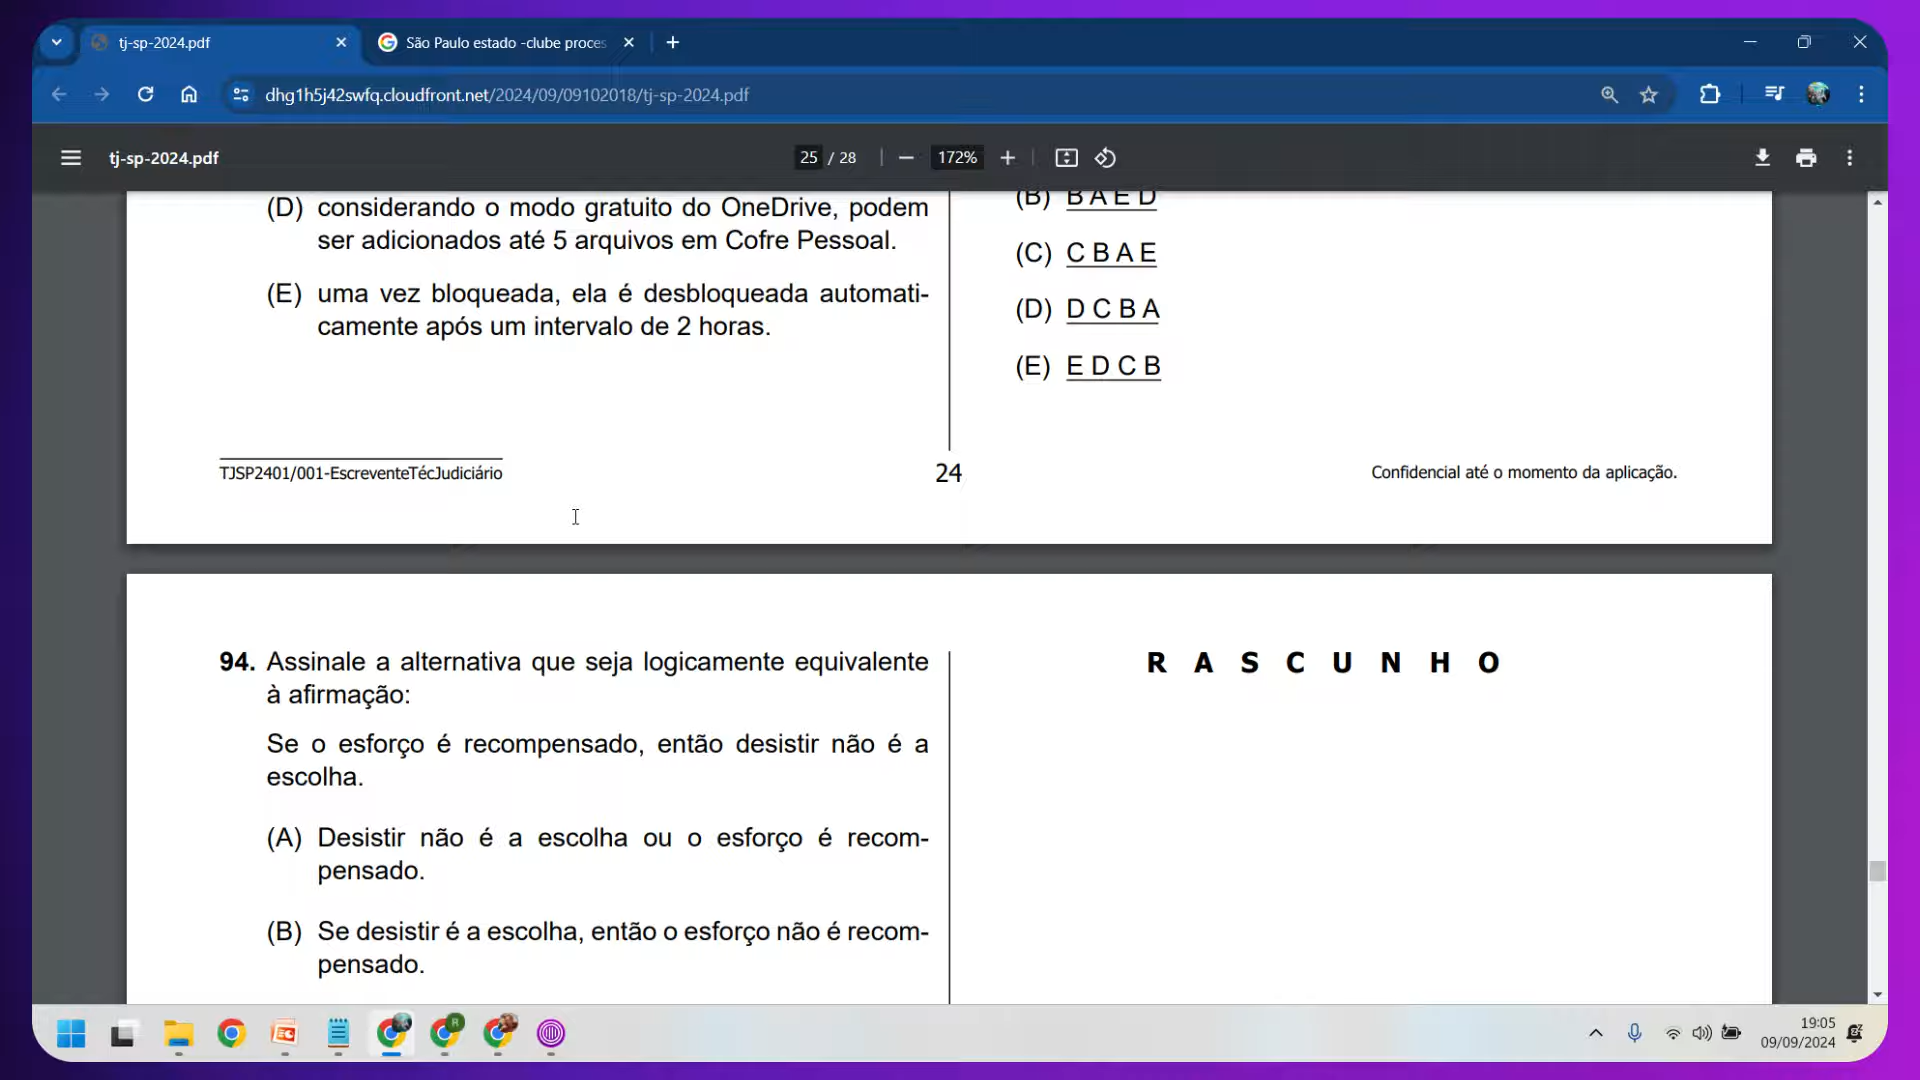 tj-sp-2024.pdf
São Paulo estado -clube proces
dhg1h5j42swfq.cloudfront.net/2024/09/09102018/tj-sp-2024.pdf
tj-sp-2024.pdf
25 / 28
172%
(D) considerando o modo gratuito do OneDrive, podem
ser adicionados até 5 arquivos em Cofre Pessoal.
(E) uma vez bloqueada, ela é desbloqueada automati-
camente após um intervalo de 2 horas.
(B) B A E D
(C) C B A E
(D) D C B A
(E) E D C B
TJSP2401/001-EscreventeTécJudiciário
24
Confidencial até o momento da aplicação.
94. Assinale a alternativa que seja logicamente equivalente
à afirmação:
Se o esforço é recompensado, então desistir não é a
escolha.
(A) Desistir não é a escolha ou o esforço é recom-
pensado.
(B) Se desistir é a escolha, então o esforço não é recom-
pensado.
R A S C U N H O
19:05
09/09/2024